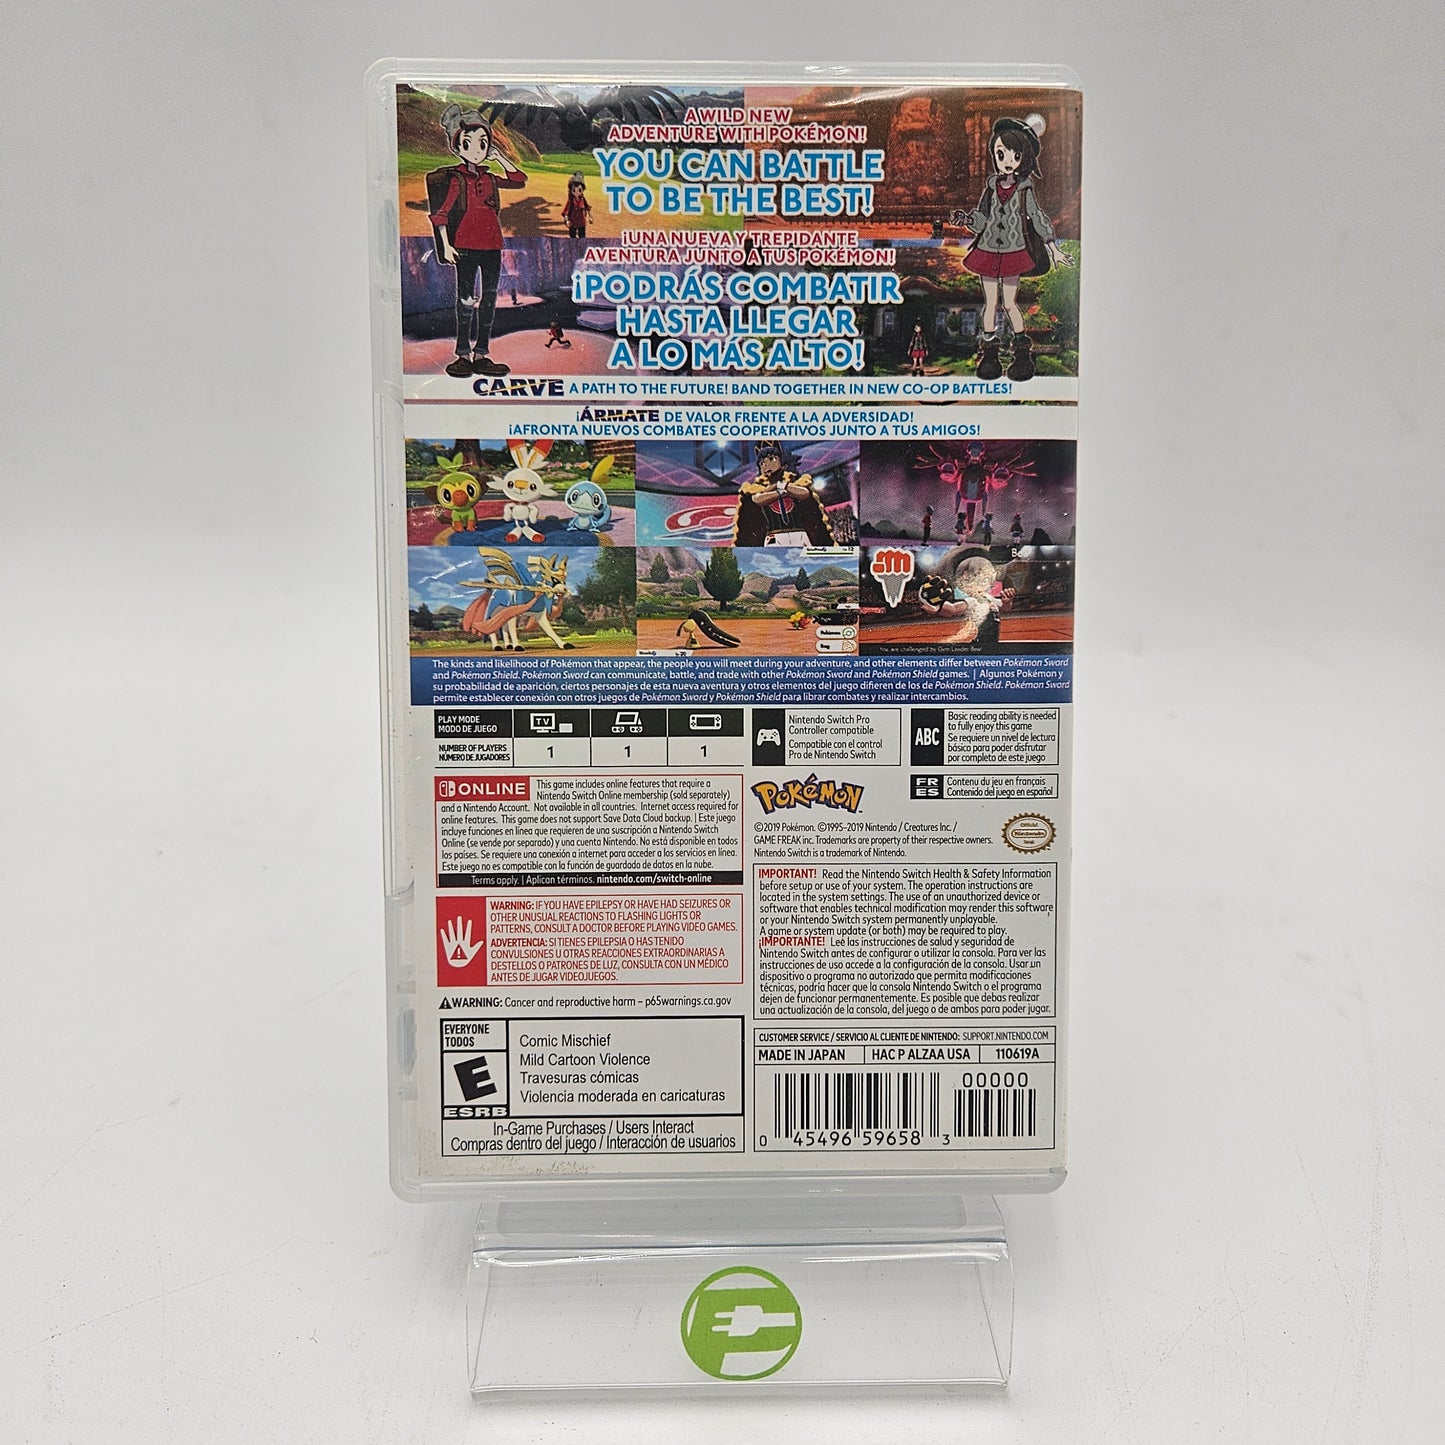 A WILD NEW
ADVENTURE WITH POKÉMON!
YOU CAN BATTLE
TO BE THE BEST!
¡UNA NUEVA Y TREPIDANTE
AVENTURA JUNTO A TUS POKÉMON!
¡PODRÁS COMBATIR
HASTA LLEGAR
A LO MÁS ALTO!
CARVE A PATH TO THE FUTURE! BAND TOGETHER IN NEW CO-OP BATTLES!
¡ÁRMATE DE VALOR FRENTE A LA ADVERSIDAD!
¡AFRONTA NUEVOS COMBATES COOPERATIVOS JUNTO A TUS AMIGOS!
Bea
Pokémon
Bag
You are challenged by Gym Leader Bea!
The kinds and likelihood of Pokémon that appear, the people you will meet during your adventure, and other elements differ between Pokémon Sword
and Pokémon Shield. Pokémon Sword can communicate, battle, and trade with other Pokémon Sword and Pokémon Shield games. | Algunos Pokémon y
su probabilidad de aparición, ciertos personajes de esta nueva aventura y otros elementos del juego difieren de los de Pokémon Shield. Pokémon Sword
permite establecer conexión con otros juegos de Pokémon Sword y Pokémon Shield para librar combates y realizar intercambios.
PLAY MODE
MODO DE JUEGO
TV
NUMBER OF PLAYERS
NÚMERO DE JUGADORES
1
1
1
Nintendo Switch Pro
Controller compatible
Compatible con el control
Pro de Nintendo Switch
ABC
Basic reading ability is needed
to fully enjoy this game
Se requiere un nivel de lectura
básico para poder disfrutar
por completo de este juego
ONLINE This game includes online features that require a
Nintendo Switch Online membership (sold separately)
and a Nintendo Account. Not available in all countries. Internet access required for
online features. This game does not support Save Data Cloud backup. | Este juego
incluye funciones en línea que requieren de una suscripción a Nintendo Switch
Online (se vende por separado) y una cuenta Nintendo. No está disponible en todos
los países. Se requiere una conexión a internet para acceder a los servicios en línea.
Este juego no es compatible con la función de guardado de datos en la nube.
Terms apply. | Aplican términos. nintendo.com/switch-online
POKéMON
FR
ES
Contenu du jeu en français
Contenido del juego en español
©2019 Pokémon. ©1995-2019 Nintendo / Creatures Inc. /
GAME FREAK inc. Trademarks are property of their respective owners.
Nintendo Switch is a trademark of Nintendo.
Official
Nintendo
Seal
WARNING: IF YOU HAVE EPILEPSY OR HAVE HAD SEIZURES OR
OTHER UNUSUAL REACTIONS TO FLASHING LIGHTS OR
PATTERNS, CONSULT A DOCTOR BEFORE PLAYING VIDEO GAMES.
ADVERTENCIA: SI TIENES EPILEPSIA O HAS TENIDO
CONVULSIONES U OTRAS REACCIONES EXTRAORDINARIAS A
DESTELLOS O PATRONES DE LUZ, CONSULTA CON UN MÉDICO
ANTES DE JUGAR VIDEOJUEGOS.
WARNING: Cancer and reproductive harm – p65warnings.ca.gov
IMPORTANT! Read the Nintendo Switch Health & Safety Information
before setup or use of your system. The operation instructions are
located in the system settings. The use of an unauthorized device or
software that enables technical modification may render this software
or your Nintendo Switch system permanently unplayable.
A game or system update (or both) may be required to play.
¡IMPORTANTE! Leé las instrucciones de salud y seguridad de
Nintendo Switch antes de configurar o utilizar la consola. Para ver las
instrucciones de uso accede a la configuración de la consola. Usar un
dispositivo o programa no autorizado que permita modificaciones
técnicas, podría hacer que la consola Nintendo Switch o el programa
dejen de funcionar permanentemente. Es posible que debas realizar
una actualización de la consola, del juego o de ambos para poder jugar.
EVERYONE
TODOS
E
ESRB
Comic Mischief
Mild Cartoon Violence
Travesuras cómicas
Violencia moderada en caricaturas
In-Game Purchases / Users Interact
Compras dentro del juego / Interacción de usuarios
CUSTOMER SERVICE / SERVICIO AL CLIENTE DE NINTENDO: SUPPORT.NINTENDO.COM
MADE IN JAPAN HAC P ALZAA USA 110619A
00000
0 45496 59658 3